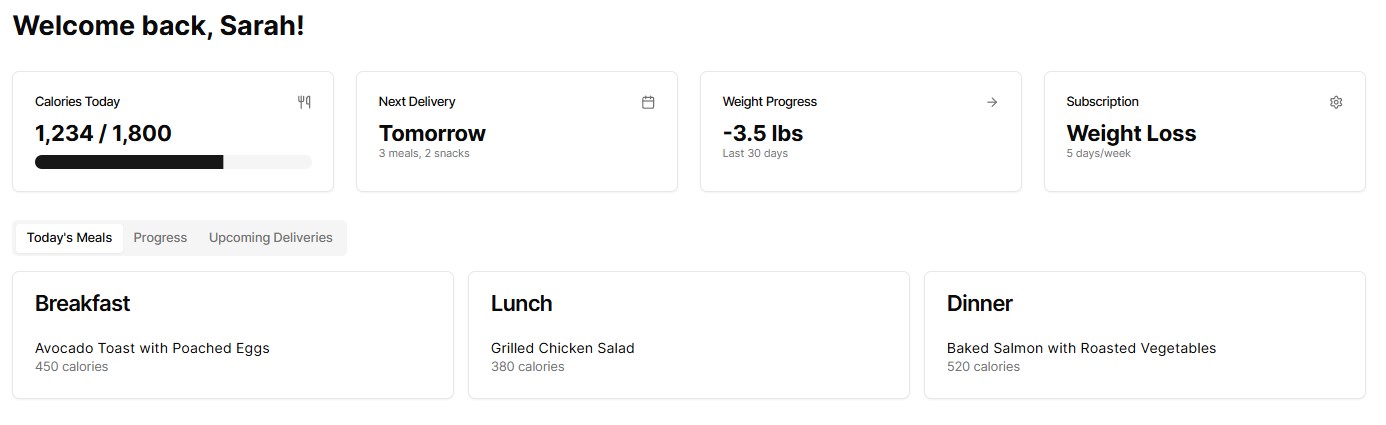 Welcome back, Sarah!
Calories Today
1,234 / 1,800
Next Delivery
Tomorrow
3 meals, 2 snacks
Weight Progress
-3.5 lbs
Last 30 days
Subscription
Weight Loss
5 days/week
Today's Meals
Progress
Upcoming Deliveries
Breakfast
Avocado Toast with Poached Eggs
450 calories
Lunch
Grilled Chicken Salad
380 calories
Dinner
Baked Salmon with Roasted Vegetables
520 calories